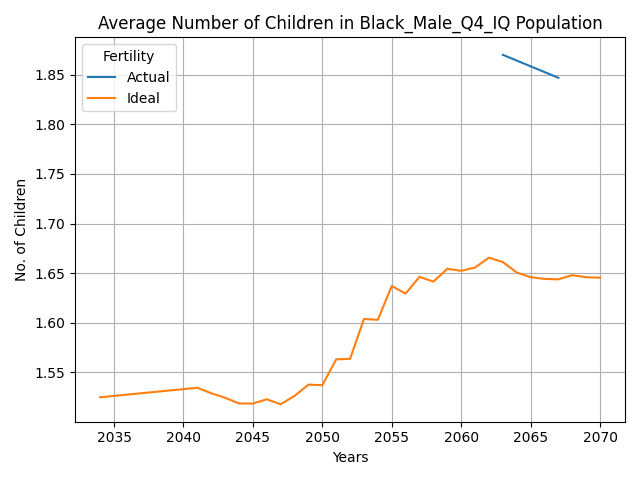 Average Number of Children in Black_Male_Q4_IQ Population
Fertility
Actual
Ideal
No. of Children
1.85
1.80
1.75
1.70
1.65
1.60
1.55
2035 2040 2045 2050 2055 2060 2065 2070
Years